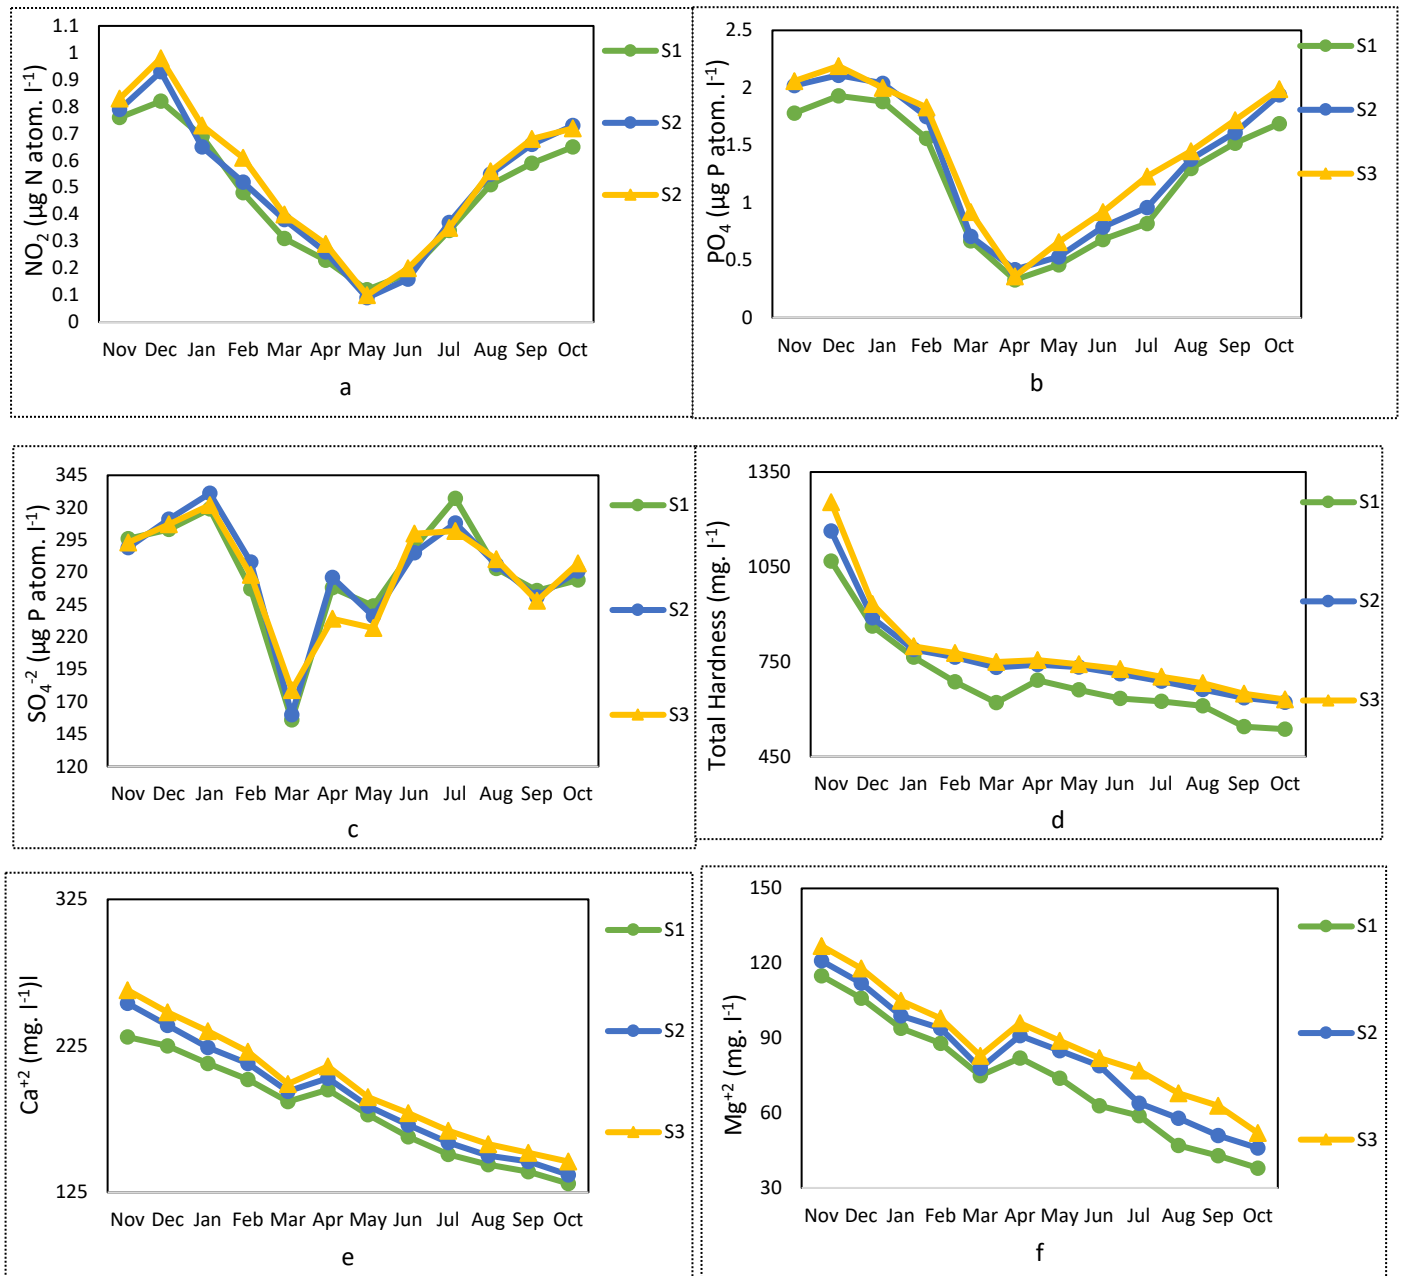 NO₂ (µg N atom. l⁻¹)
1.1
1
0.9
0.8
0.7
0.6
0.5
0.4
0.3
0.2
0.1
0
Nov Dec Jan Feb Mar Apr May Jun Jul Aug Sep Oct
a
S1
S2
S2
PO₄ (µg P atom. l⁻¹)
2.5
2
1.5
1
0.5
0
Nov Dec Jan Feb Mar Apr May Jun Jul Aug Sep Oct
b
S1
S2
S3
SO₄⁻² (µg P atom. l⁻¹)
345
320
295
270
245
220
195
170
145
120
Nov Dec Jan Feb Mar Apr May Jun Jul Aug Sep Oct
c
S1
S2
S3
Total Hardness (mg. l⁻¹)
1350
1050
750
450
Nov Dec Jan Feb Mar Apr May Jun Jul Aug Sep Oct
d
S1
S2
S3
Ca⁺² (mg. l⁻¹)l
325
225
125
Nov Dec Jan Feb Mar Apr May Jun Jul Aug Sep Oct
e
S1
S2
S3
Mg⁺² (mg. l⁻¹)
150
120
90
60
30
Nov Dec Jan Feb Mar Apr May Jun Jul Aug Sep Oct
f
S1
S2
S3